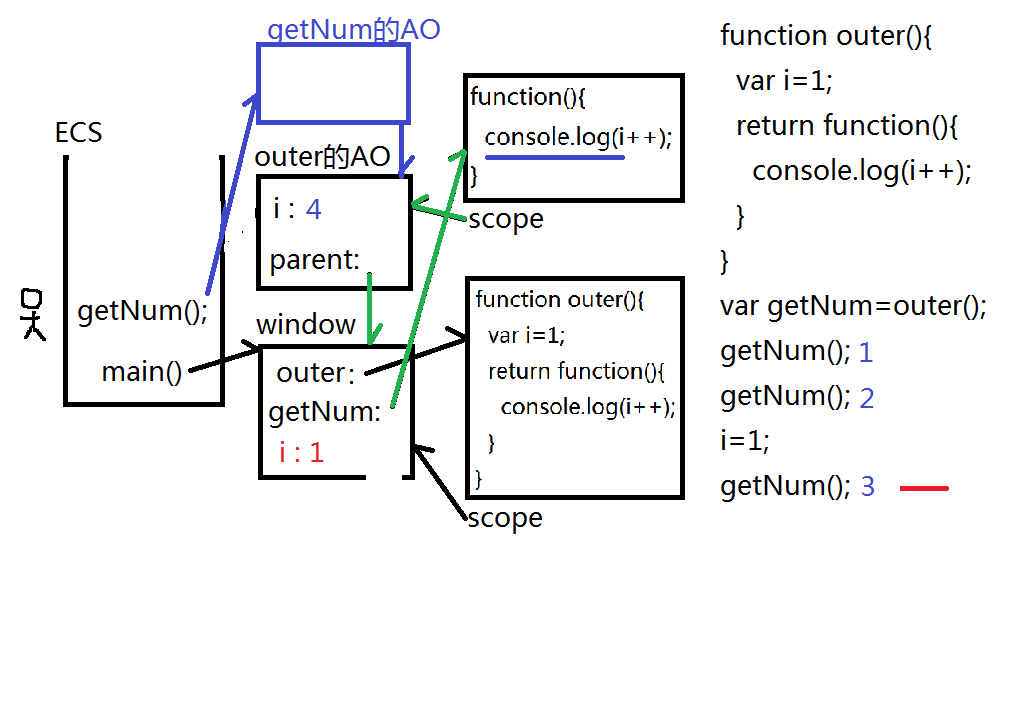 getNum的AO
ECS
outer的AO
i : 4
parent:
getNum();
main()
window
outer:
getNum:
i : 1
function(){
console.log(i++);
}
scope
function outer(){
var i=1;
return function(){
console.log(i++);
}
}
scope
function outer(){
var i=1;
return function(){
console.log(i++);
}
}
var getNum=outer();
getNum(); 1
getNum(); 2
i=1;
getNum(); 3